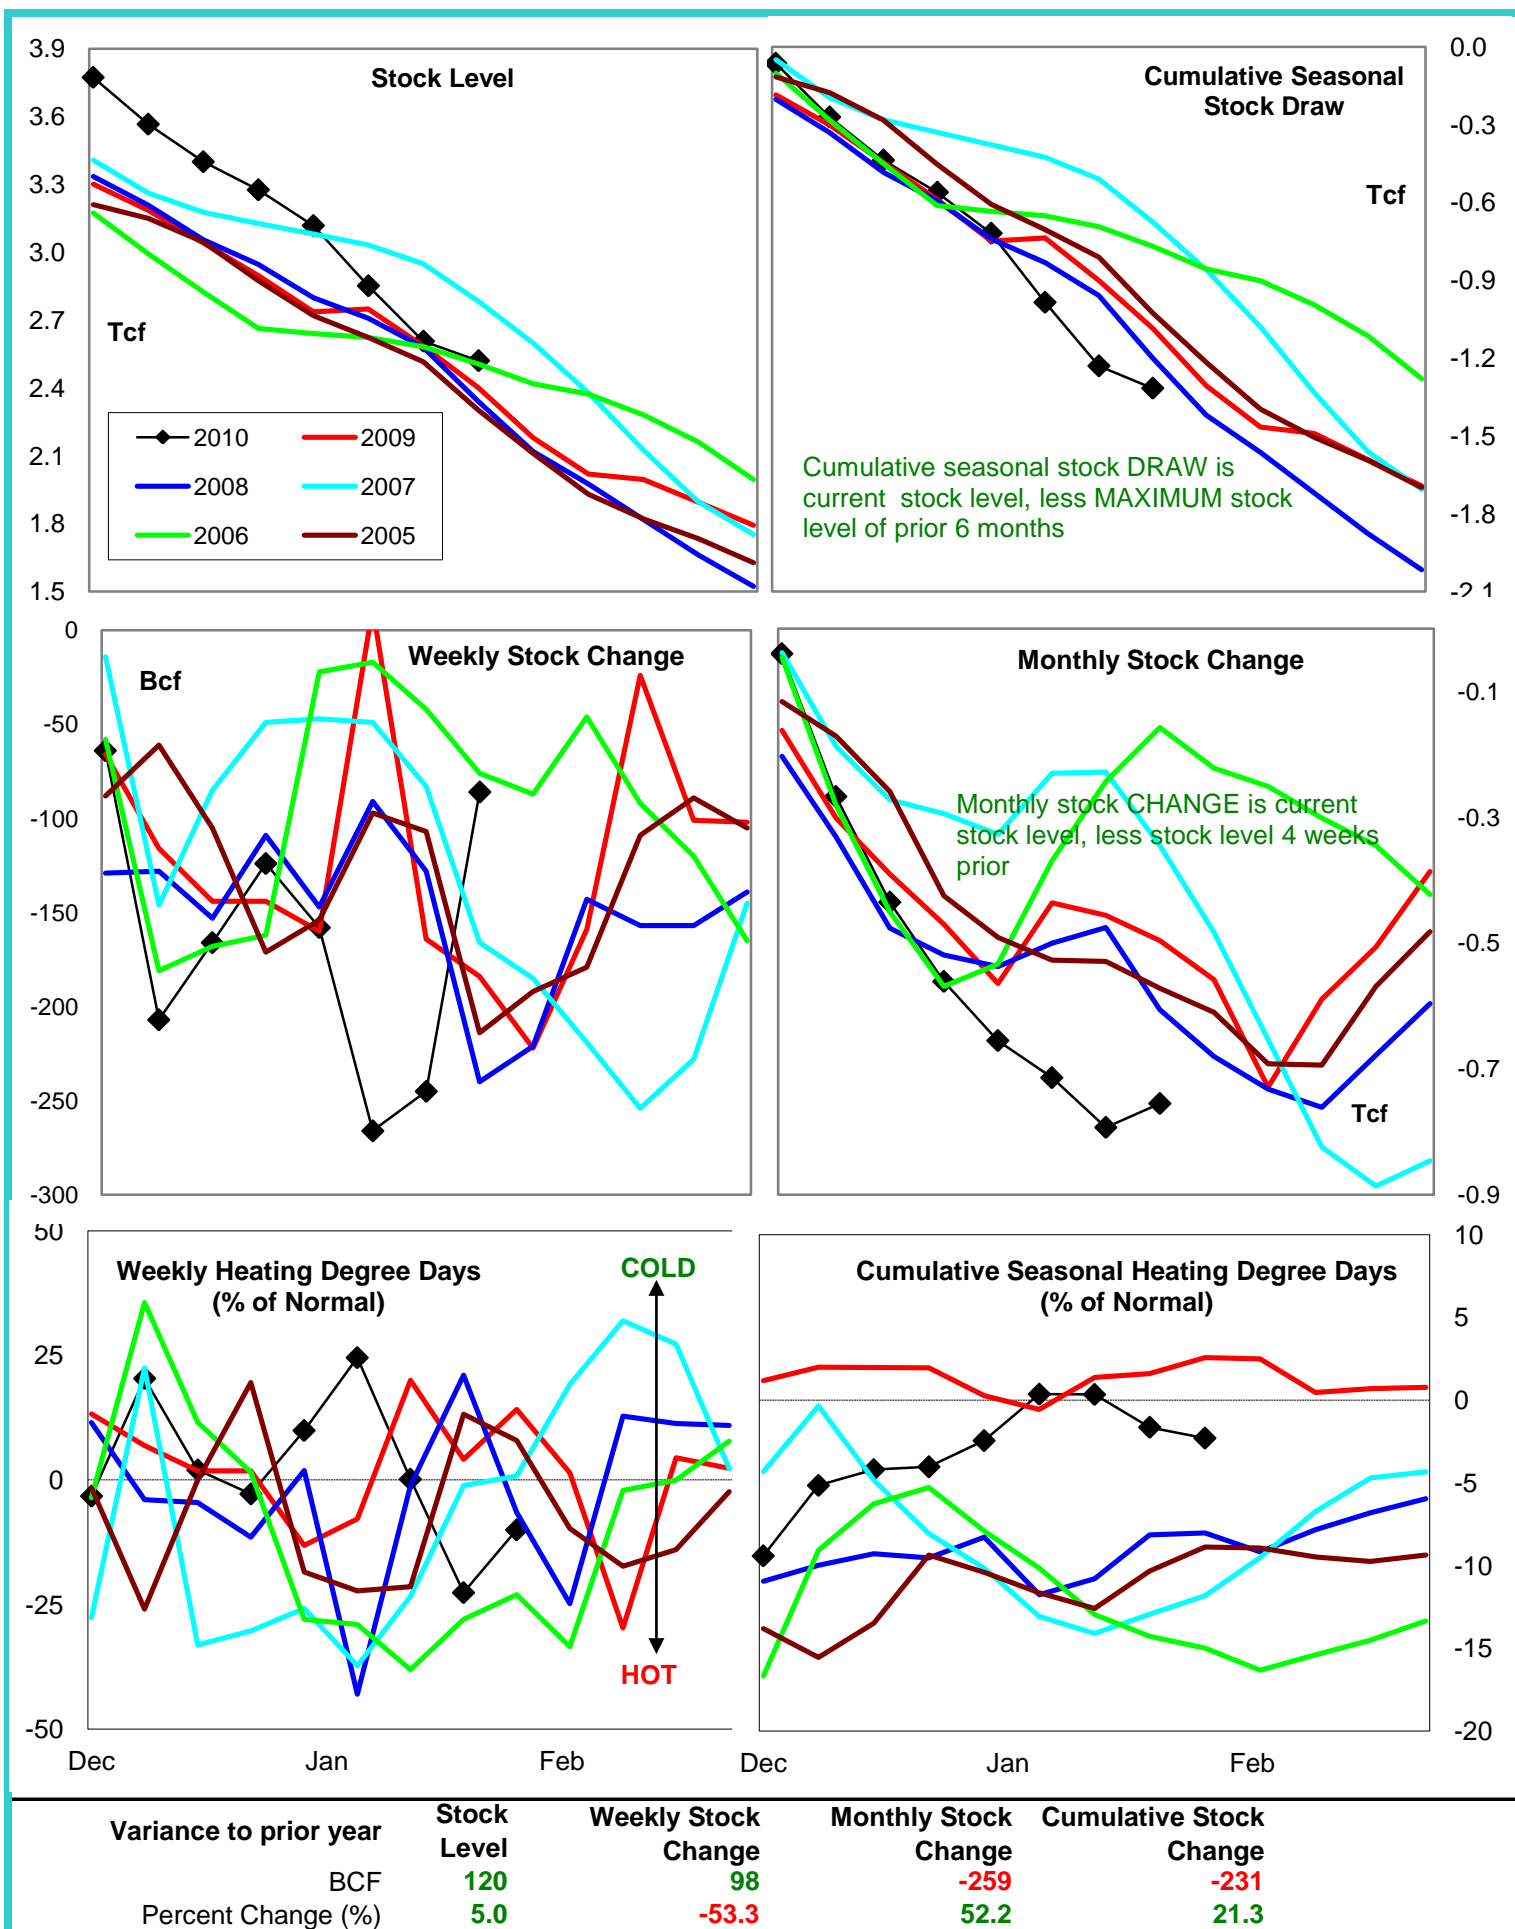 3.9
3.6
3.3
3.0
2.7
2.4
2.1
1.8
1.5
Stock Level
Tcf
2010
2009
2008
2007
2006
2005
Cumulative Seasonal
Stock Draw
Tcf
0.0
-0.3
-0.6
-0.9
-1.2
-1.5
-1.8
-2.1
Cumulative seasonal stock DRAW is
current stock level, less MAXIMUM stock
level of prior 6 months
0
-50
-100
-150
-200
-250
-300
Weekly Stock Change
Bcf
Monthly Stock Change
-0.1
-0.3
-0.5
-0.7
-0.9
Monthly stock CHANGE is current
stock level, less stock level 4 weeks
prior
Tcf
50
25
0
-25
-50
Weekly Heating Degree Days
(% of Normal)
COLD
HOT
Dec
Jan
Feb
Cumulative Seasonal Heating Degree Days
(% of Normal)
10
5
0
-5
-10
-15
-20
Dec
Jan
Feb
Variance to prior year
Stock
Level
Weekly Stock
Change
Monthly Stock
Change
Cumulative Stock
Change
BCF 120 98 -259 -231
Percent Change (%) 5.0 -53.3 52.2 21.3